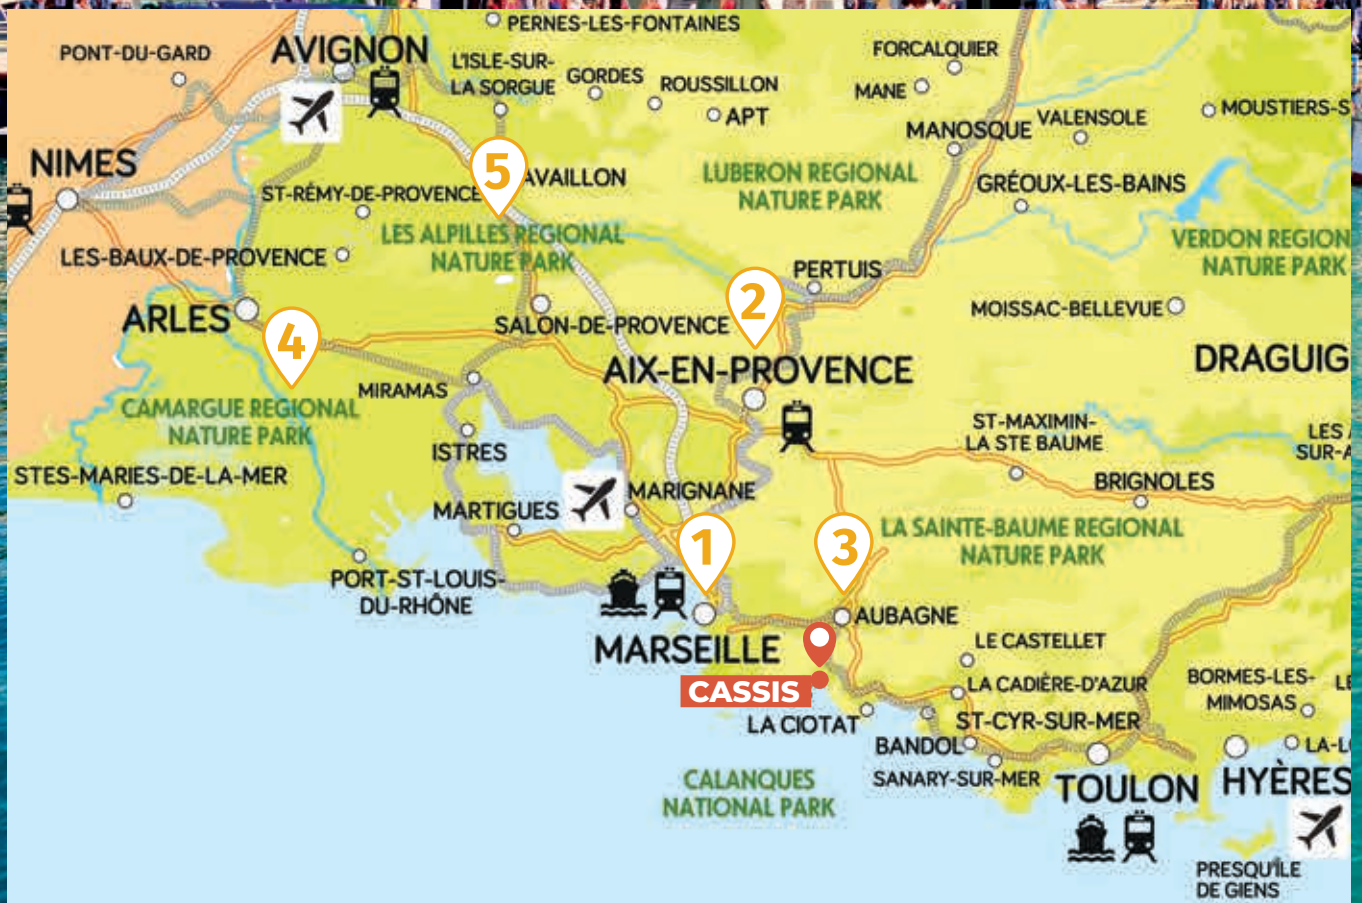 PERNES-LES-FONTAINES
PONT-DU-GARD
AVIGNON
L'ISLE-SUR-
LA SORGUE
GORDES
ROUSSILLON
APT
FORCALQUIER
MANE
MANOSQUE
VALENSOLE
MOUSTIERS-S
NIMES
5
AVAILLON
ST-RÉMY-DE-PROVENCE
LUBERON REGIONAL
NATURE PARK
GRÉOUX-LES-BAINS
LES ALPILLES REGIONAL
NATURE PARK
LES-BAUX-DE-PROVENCE
VERDON REGION
NATURE PARK
PERTUIS
2
MOISSAC-BELLEVUE
ARLES
4
SALON-DE-PROVENCE
AIX-EN-PROVENCE
DRAGUIG
MIRAMAS
CAMARGUE REGIONAL
NATURE PARK
ISTRES
ST-MAXIMIN-
LA STE BAUME
LES A
SUR-A
STES-MARIES-DE-LA-MER
MARIGNANE
BRIGNOLES
MARTIGUES
1
3
LA SAINTE-BAUME REGIONAL
NATURE PARK
PORT-ST-LOUIS-
DU-RHÔNE
MARSEILLE
AUBAGNE
LE CASTELLET
CASSIS
LA CADIÈRE-D'AZUR
BORMES-LES-
MIMOSAS
LE
LA CIOTAT
ST-CYR-SUR-MER
BANDOL
LA-L
SANARY-SUR-MER
CALANQUES
NATIONAL PARK
TOULON
HYÈRES
PRESQU'ILE
DE GIENS